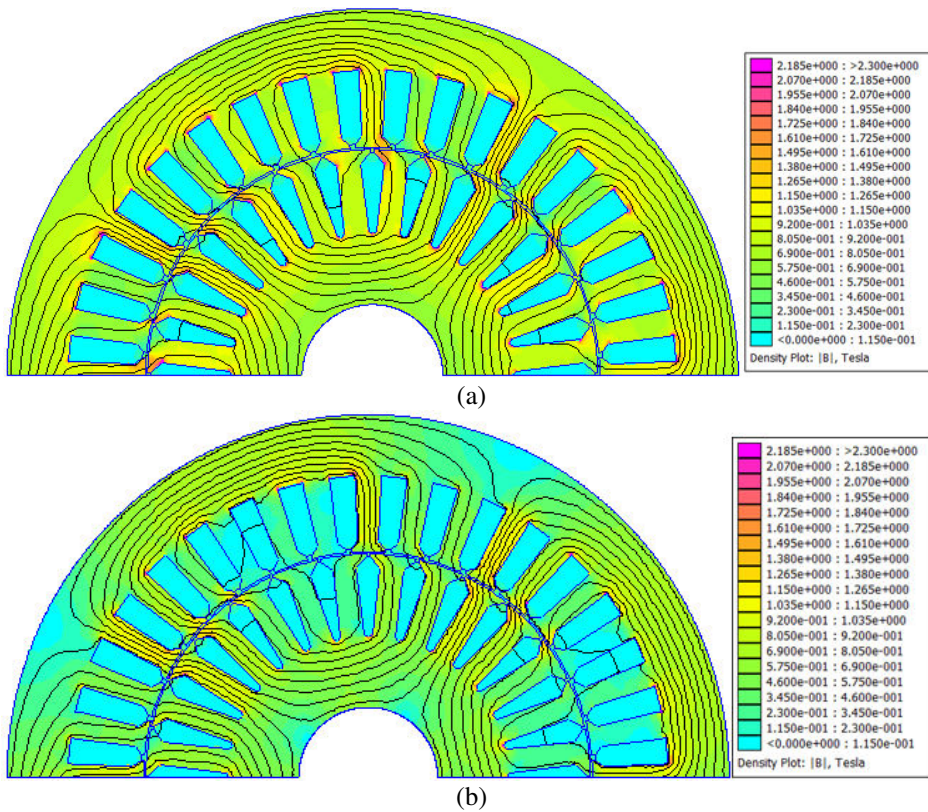 2.185e+000 : >2.300e+000
2.070e+000 : 2.185e+000
1.955e+000 : 2.070e+000
1.840e+000 : 1.955e+000
1.725e+000 : 1.840e+000
1.610e+000 : 1.725e+000
1.495e+000 : 1.610e+000
1.380e+000 : 1.495e+000
1.265e+000 : 1.380e+000
1.150e+000 : 1.265e+000
1.035e+000 : 1.150e+000
9.200e-001 : 1.035e+000
8.050e-001 : 9.200e-001
6.900e-001 : 8.050e-001
5.750e-001 : 6.900e-001
4.600e-001 : 5.750e-001
3.450e-001 : 4.600e-001
2.300e-001 : 3.450e-001
1.150e-001 : 2.300e-001
<0.000e+000 : 1.150e-001
Density Plot: |B|, Tesla
(a)
2.185e+000 : >2.300e+000
2.070e+000 : 2.185e+000
1.955e+000 : 2.070e+000
1.840e+000 : 1.955e+000
1.725e+000 : 1.840e+000
1.610e+000 : 1.725e+000
1.495e+000 : 1.610e+000
1.380e+000 : 1.495e+000
1.265e+000 : 1.380e+000
1.150e+000 : 1.265e+000
1.035e+000 : 1.150e+000
9.200e-001 : 1.035e+000
8.050e-001 : 9.200e-001
6.900e-001 : 8.050e-001
5.750e-001 : 6.900e-001
4.600e-001 : 5.750e-001
3.450e-001 : 4.600e-001
2.300e-001 : 3.450e-001
1.150e-001 : 2.300e-001
<0.000e+000 : 1.150e-001
Density Plot: |B|, Tesla
(b)